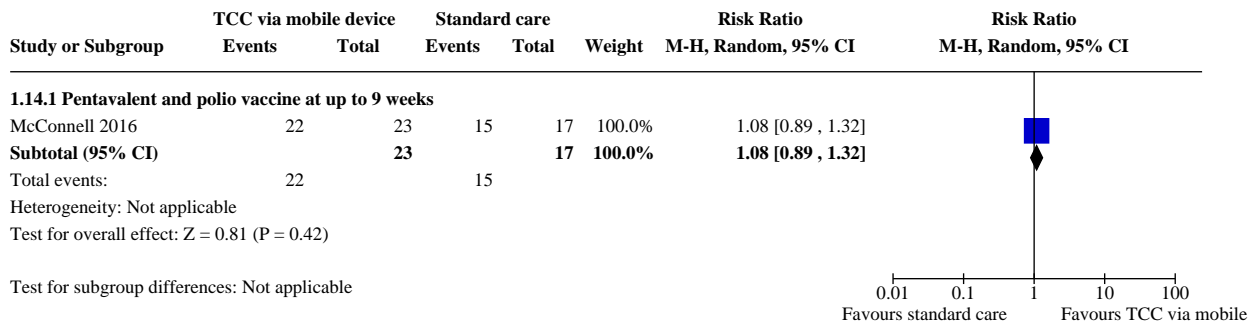 TCC via mobile device Standard care Risk Ratio Risk Ratio
Study or Subgroup Events Total Events Total Weight M-H, Random, 95% CI M-H, Random, 95% CI
1.14.1 Pentavalent and polio vaccine at up to 9 weeks
McConnell 2016 22 23 15 17 100.0% 1.08 [0.89 , 1.32]
Subtotal (95% CI) 23 17 100.0% 1.08 [0.89 , 1.32]
Total events: 22 15
Heterogeneity: Not applicable
Test for overall effect: Z = 0.81 (P = 0.42)
Test for subgroup differences: Not applicable
0.01 0.1 1 10 100
Favours standard care Favours TCC via mobile